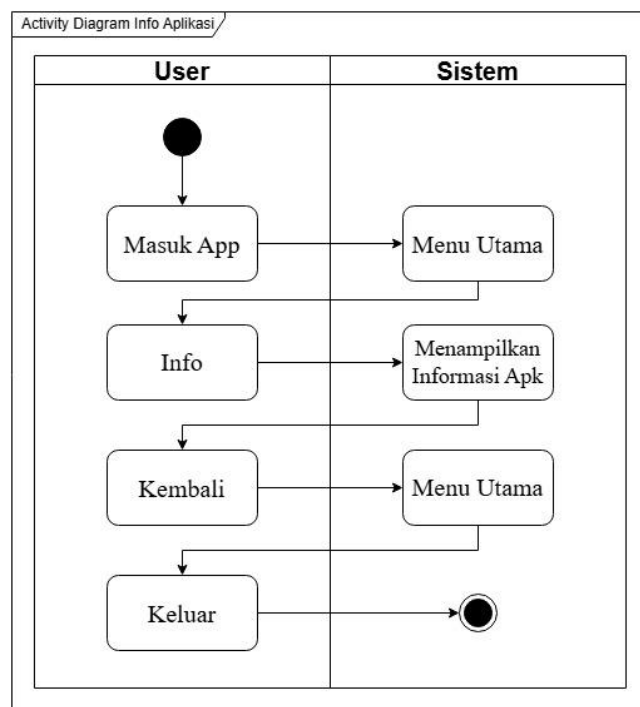 Activity Diagram Info Aplikasi
User
Sistem
Masuk App
Menu Utama
Info
Menampilkan
Informasi Apk
Kembali
Menu Utama
Keluar